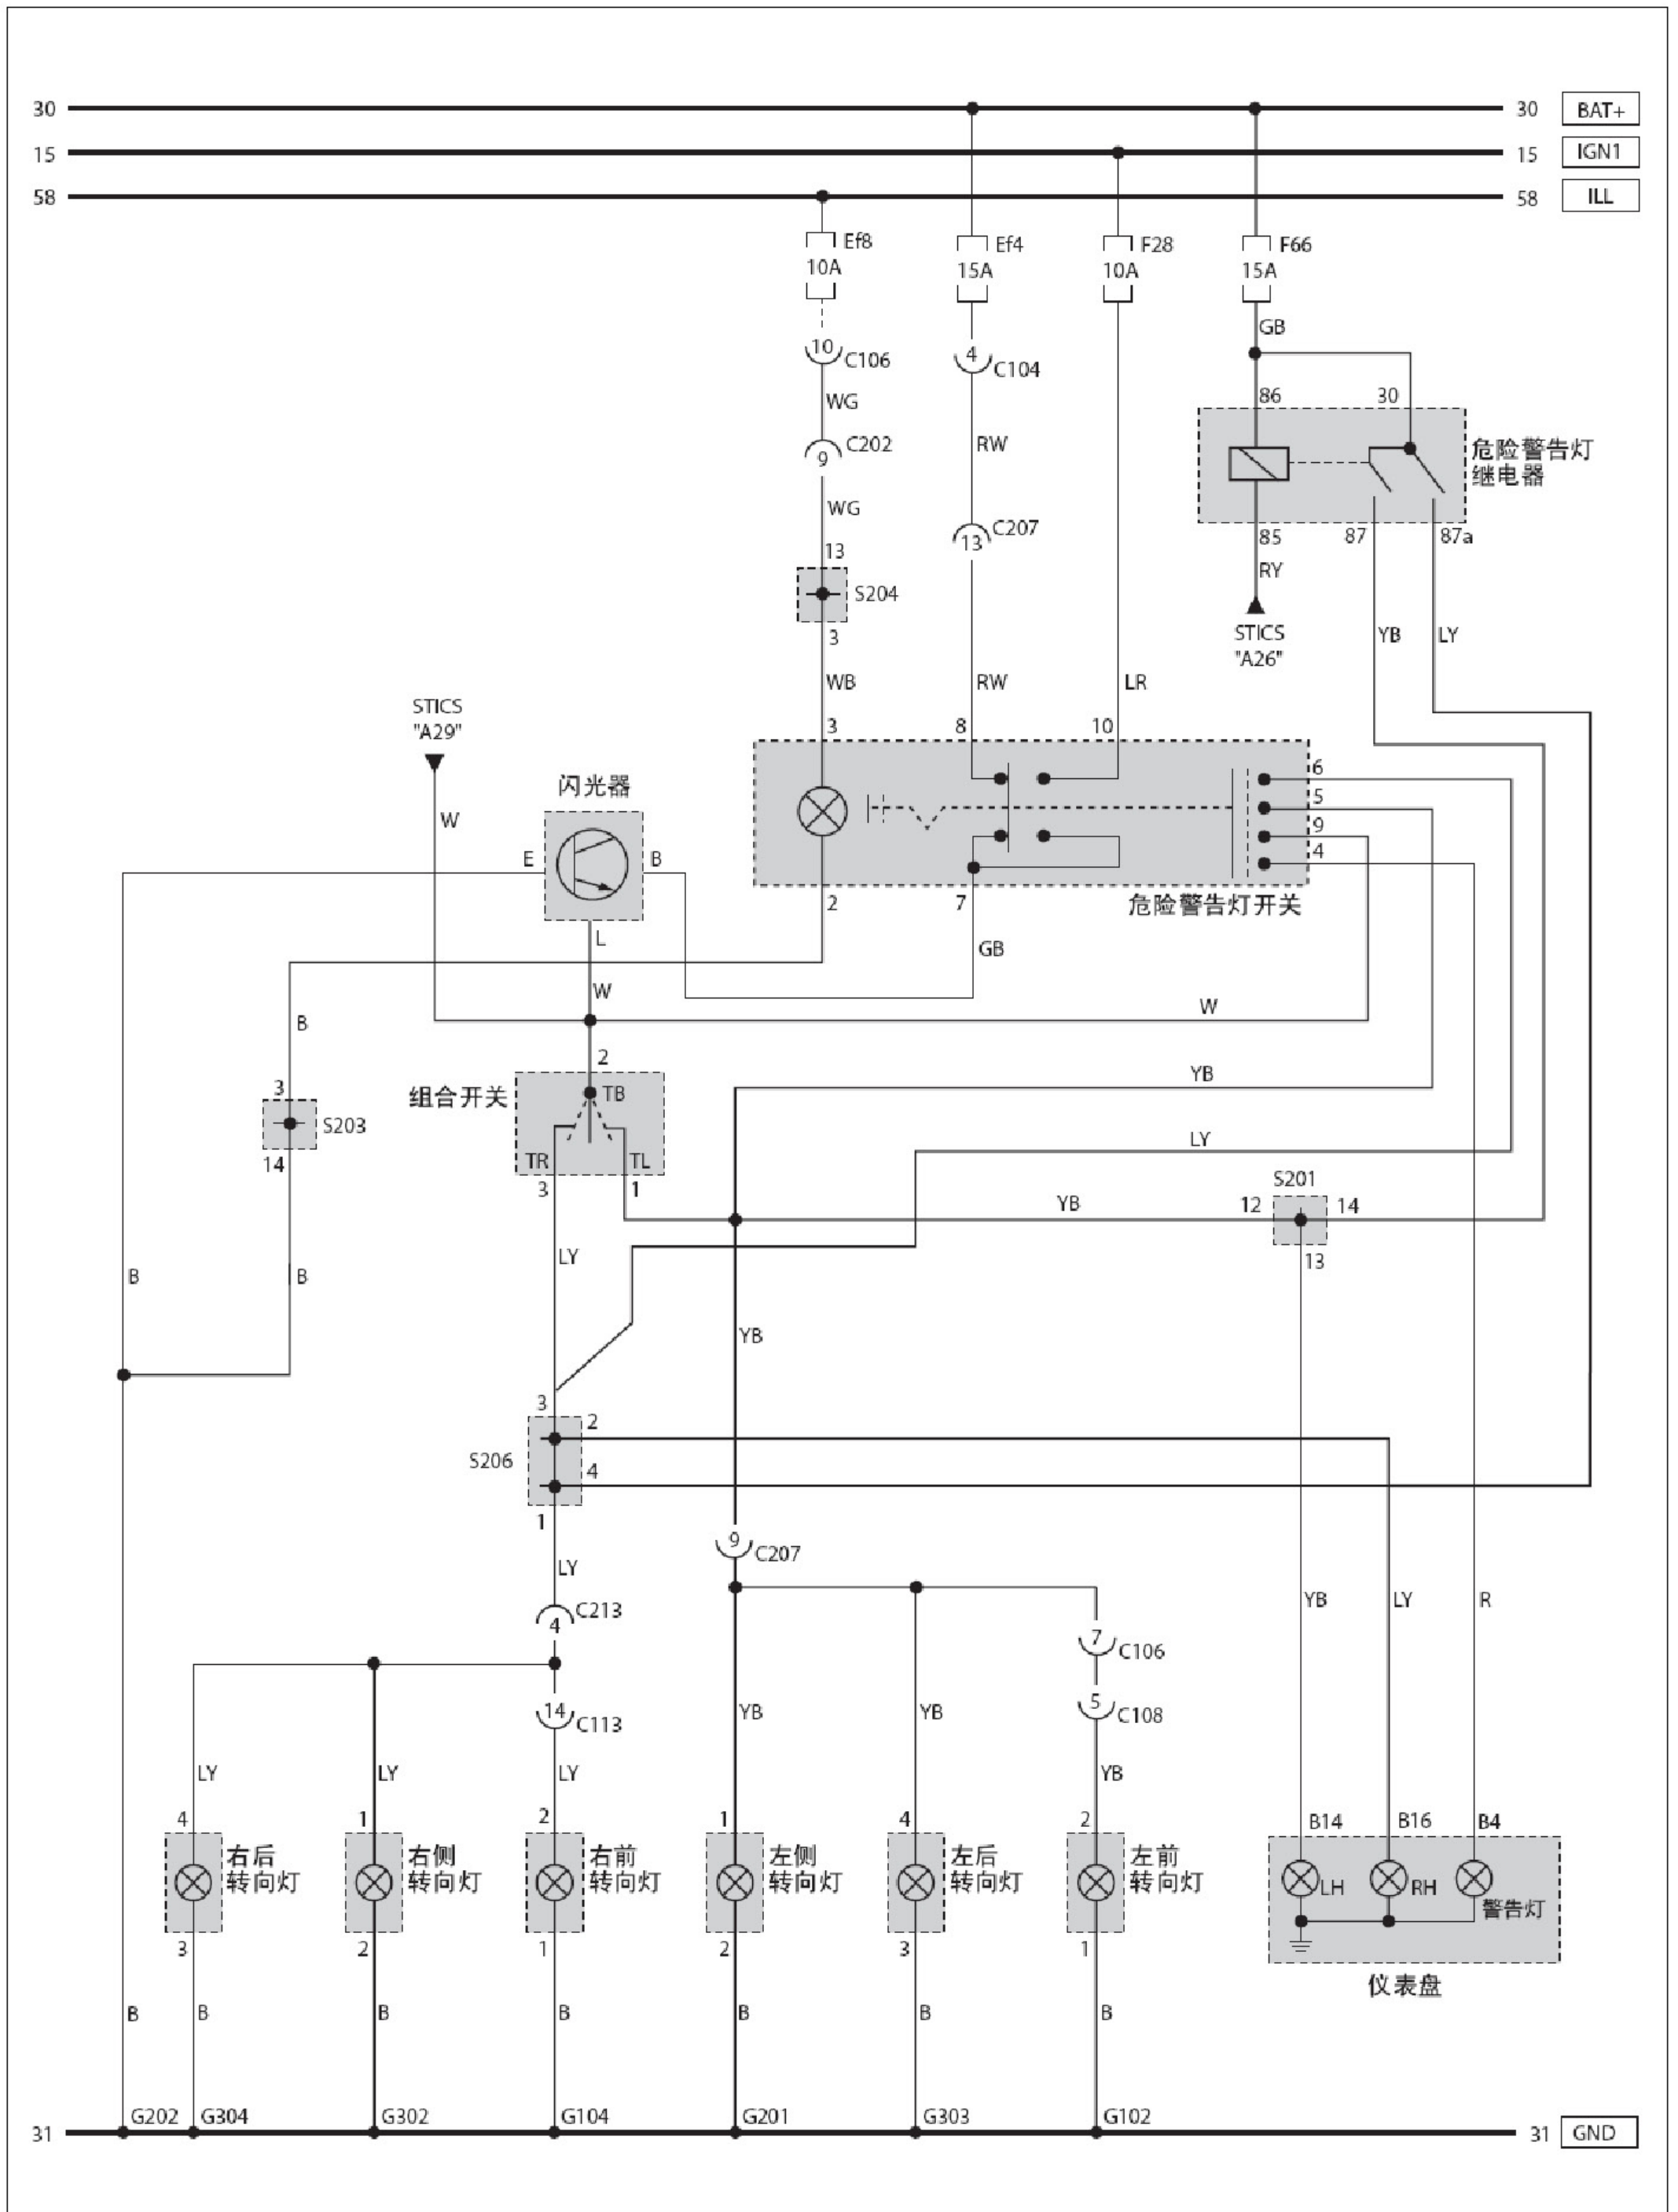 30
30
BAT+
15
15
IGN1
58
58
ILL
Ef8
10A
Ef4
15A
F28
10A
F66
15A
GB
10
C106
4
C104
WG
86
30
C202
9
RW
危险警告灯
继电器
WG
C207
13
85
87
87a
13
RY
S204
3
STICS
"A26"
YB
LY
WB
RW
LR
STICS
"A29"
3
8
10
闪光器
W
6
5
9
4
E
B
2
7
危险警告灯开关
L
GB
W
W
B
2
YB
3
组合开关
TB
S203
LY
14
TR
TL
3
1
S201
YB
12
14
13
LY
B
B
YB
3
2
S206
4
1
9
C207
LY
C213
4
YB
LY
R
7
C106
14
C113
5
C108
YB
YB
LY
LY
LY
YB
4
1
2
1
4
2
B14
B16
B4
右后
转向灯
右侧
转向灯
右前
转向灯
左侧
转向灯
左后
转向灯
左前
转向灯
LH
RH
警告灯
3
2
1
2
3
1
仪表盘
B
B
B
B
B
B
B
G202
G304
G302
G104
G201
G303
G102
31
31
GND